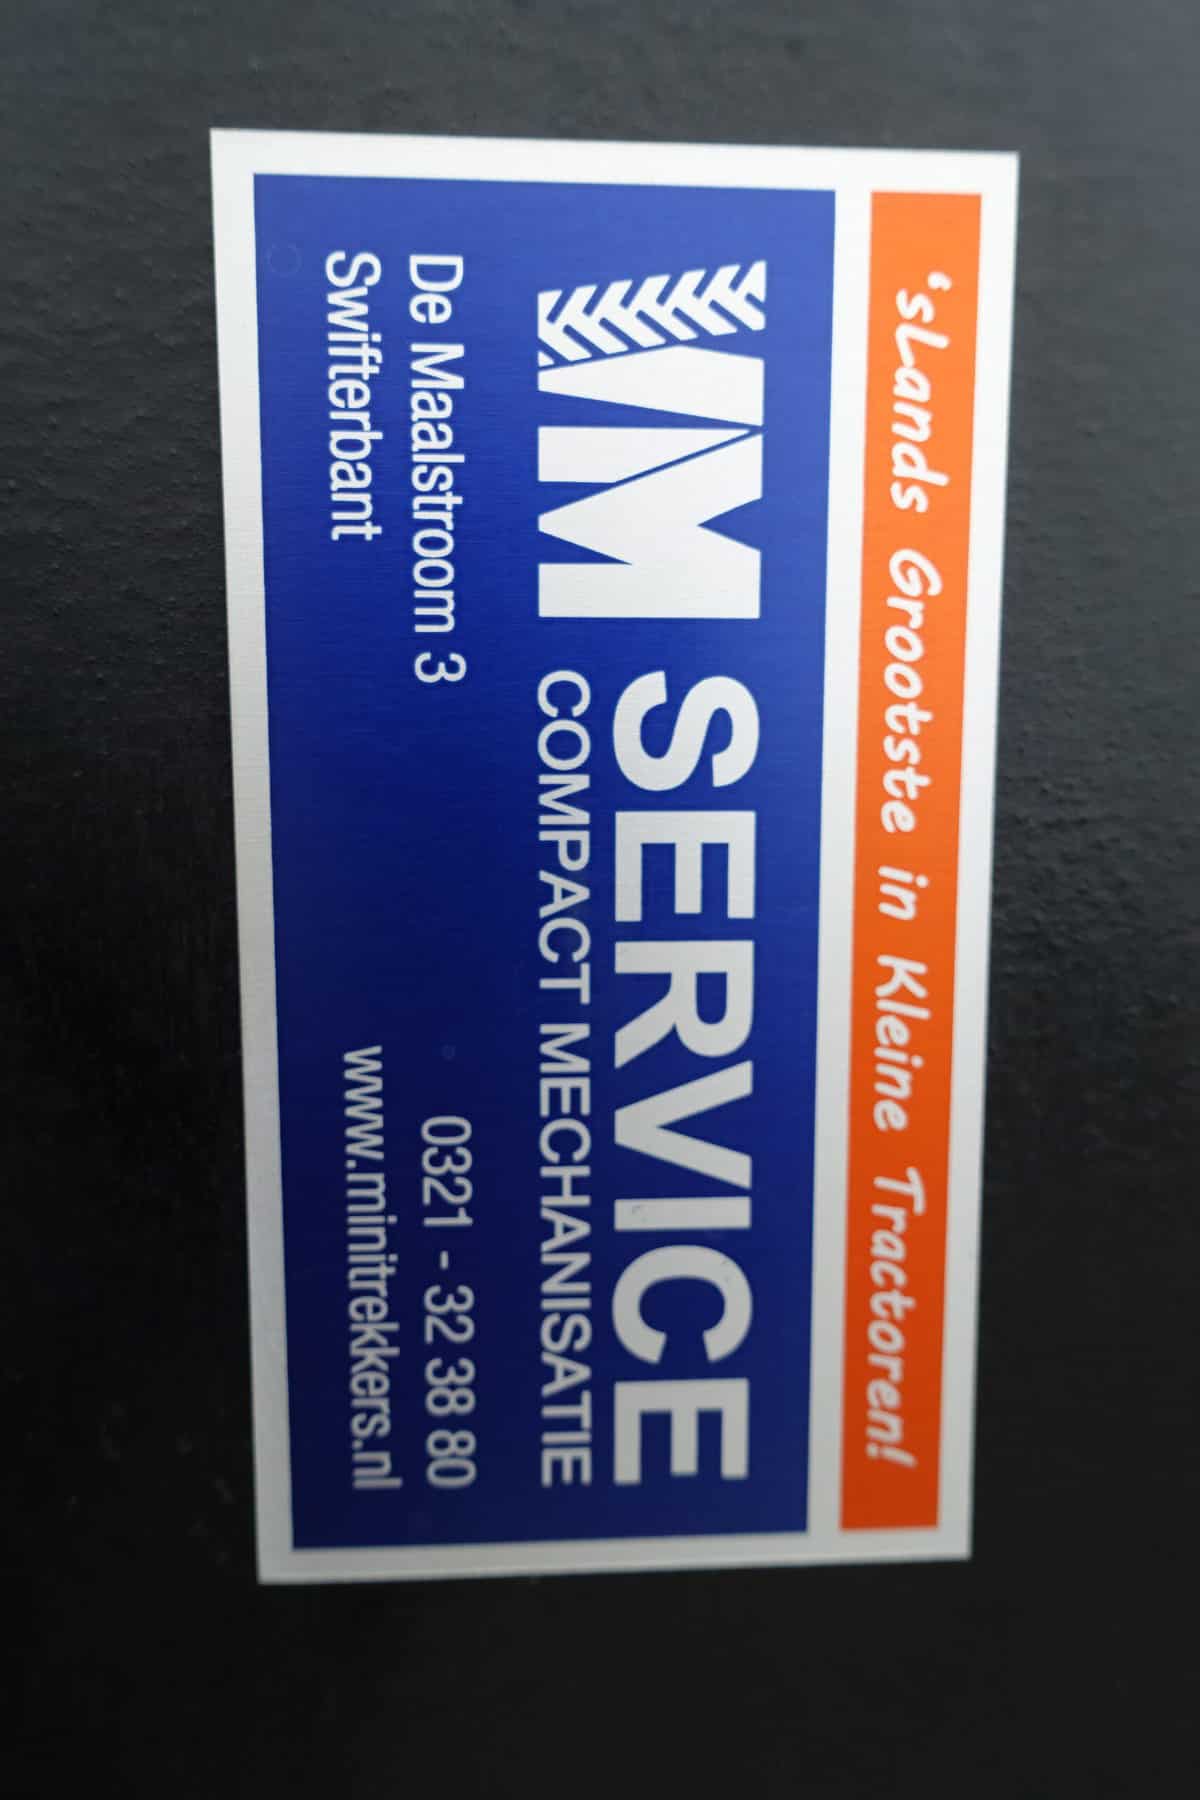 ‘sLands Grootste in Kleine Tractoren!
WM SERVICE
COMPACT MECHANISATIE
De Maalstroom 3 0321 - 32 38 80
Swifterbant www.minitrekkers.nl